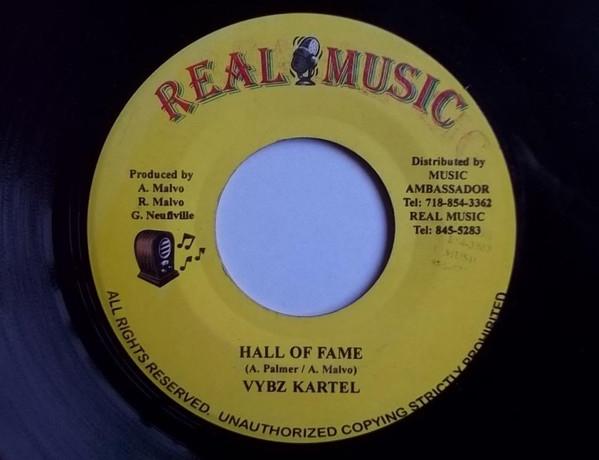 REAL MUSIC
Produced by
A. Malvo
R. Malvo
G. Neufiville
Distributed by
MUSIC
AMBASSADOR
Tel: 718-854-3362
REAL MUSIC
Tel: 845-5283
HALL OF FAME
(A. Palmer / A. Malvo)
VYBZ KARTEL
ALL RIGHTS RESERVED. UNAUTHORIZED COPYING STRICTLY PROHIBITED